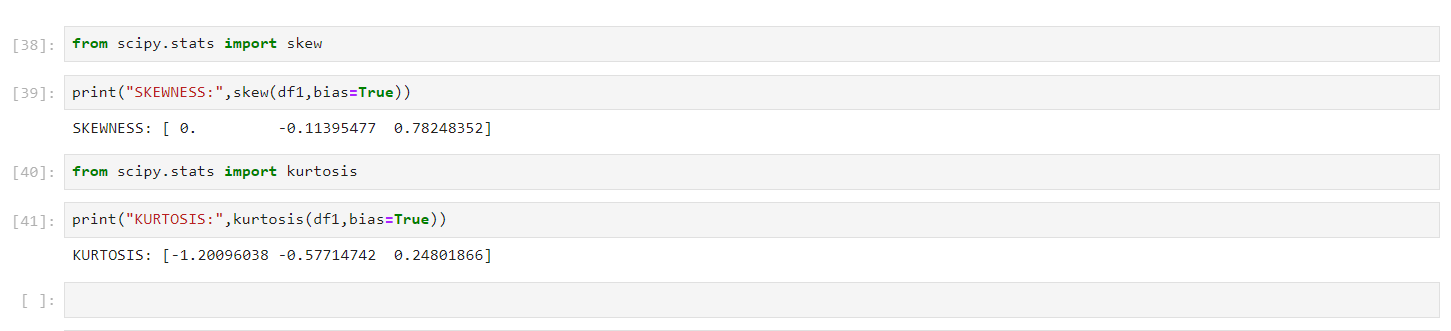 [38]: from scipy.stats import skew
[39]: print("SKEWNESS:",skew(df1,bias=True))
SKEWNESS: [ 0.         -0.11395477  0.78248352]
[40]: from scipy.stats import kurtosis
[41]: print("KURTOSIS:",kurtosis(df1,bias=True))
KURTOSIS: [-1.20096038 -0.57714742  0.24801866]
[ ]: